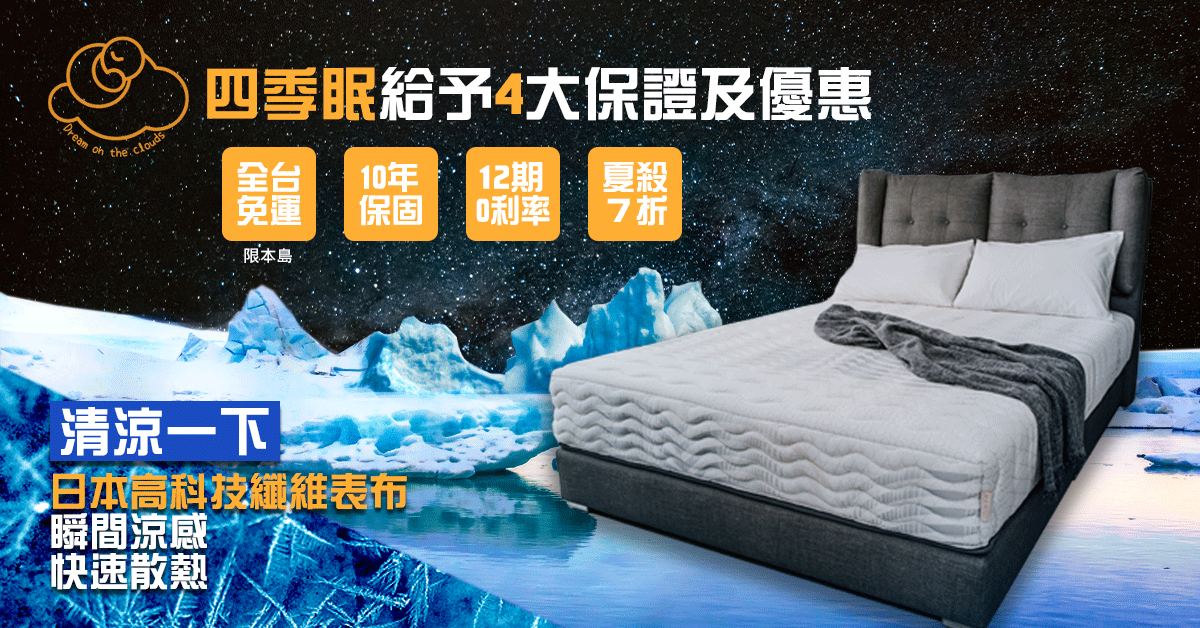 Dream on the clouds
四季眠給予4大保證及優惠
全台
免運
限本島
10年
保固
12期
0利率
夏殺
7折
清涼一下
日本高科技纖維表布
瞬間涼感
快速散熱